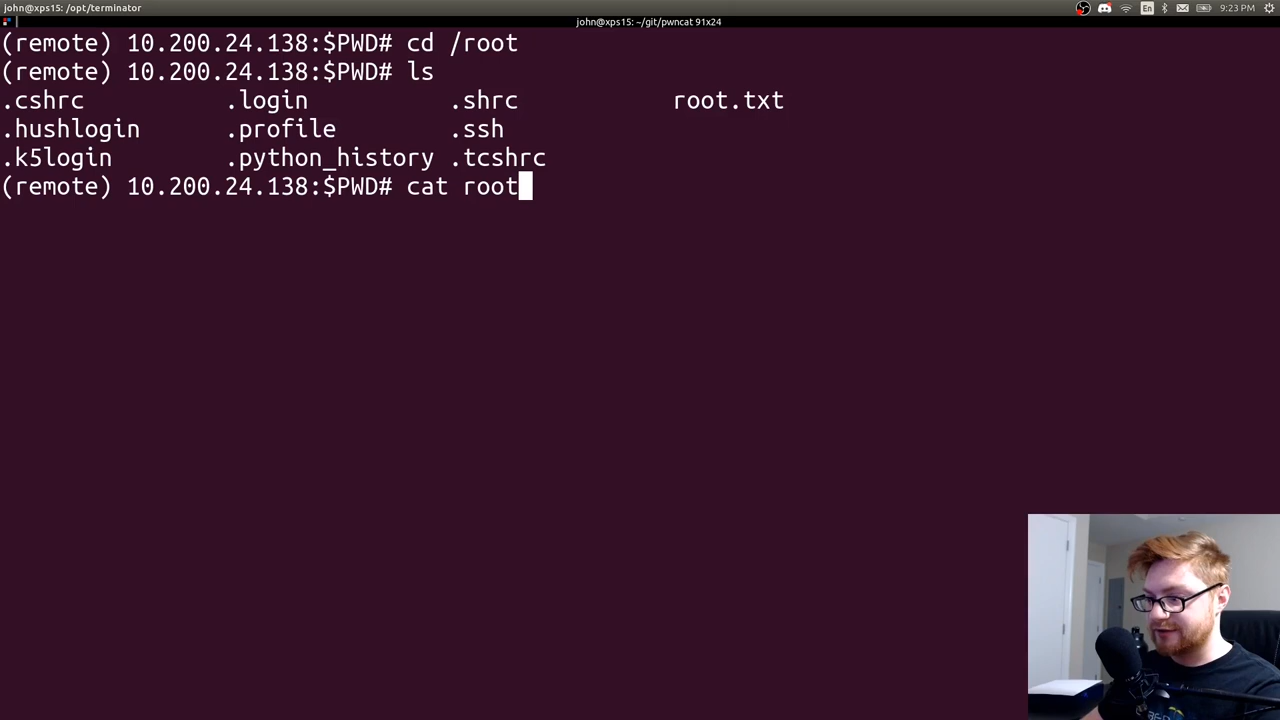 john@xps15: /opt/terminator
En
9:23 PM
john@xps15: ~/git/pwncat 91x24
(remote) 10.200.24.138:$PWD# cd /root
(remote) 10.200.24.138:$PWD# ls
.cshrc .login .shrc root.txt
.hushlogin .profile .ssh
.k5login .python_history .tcshrc
(remote) 10.200.24.138:$PWD# cat root